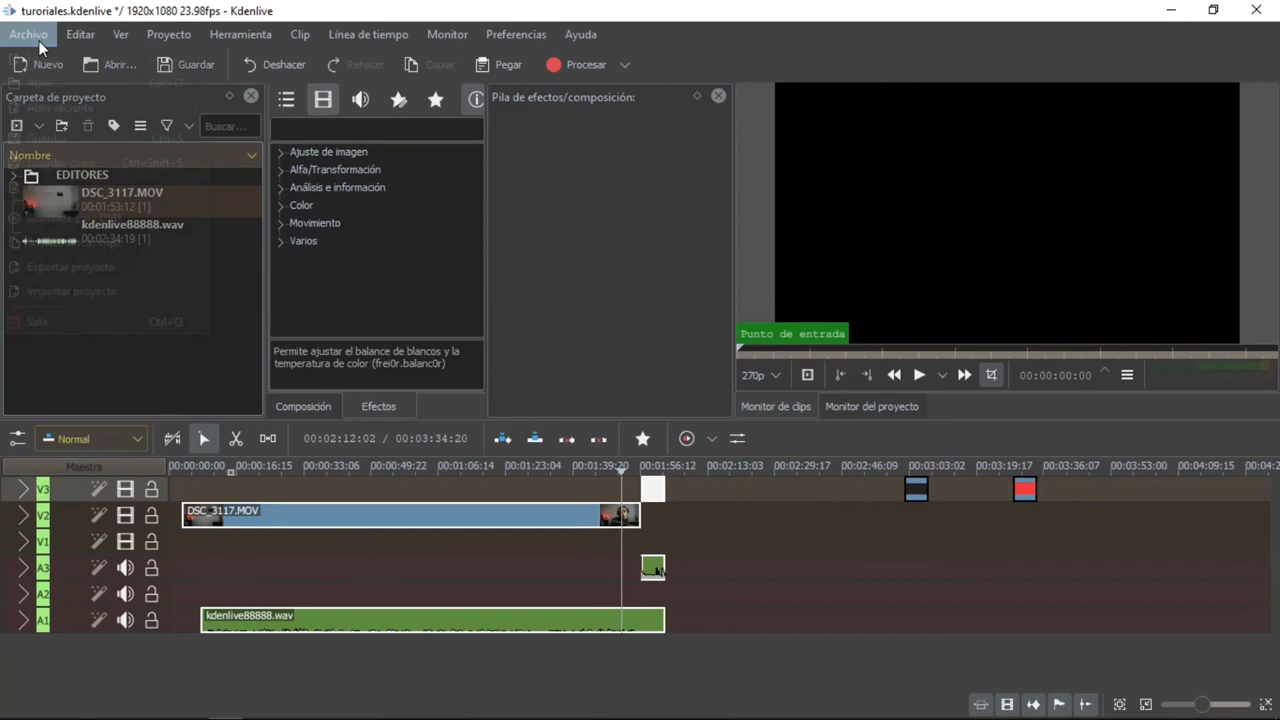 turoriales.kdenlive */ 1920x1080 23.98fps - Kdenlive
Archivo Editar Ver Proyecto Herramienta Clip Línea de tiempo Monitor Preferencias Ayuda
Nuevo Abrir... Guardar Deshacer Rehacer Copiar Pegar Procesar
Carpeta de proyecto
Pila de efectos/composición:
Buscar...
Nombre
EDITORES
DSC_3117.MOV
00:01:53:12 [1]
kdenlive88888.wav
00:02:34:19 [1]
Ctrl+Shift+S
Exportar proyecto
Importar proyecto
Salir Ctrl+Q
Ajuste de imagen
Alfa/Transformación
Análisis e información
Color
Movimiento
Varios
Permite ajustar el balance de blancos y la
temperatura de color (frei0r.balanc0r)
Composición Efectos
Punto de entrada
270p 00:00:00:00
Monitor de clips Monitor del proyecto
Normal 00:02:12:02 / 00:03:34:20
Maestra 00:00:00:00 00:00:16:15 00:00:33:06 00:00:49:22 00:01:06:14 00:01:23:04 00:01:39:20 00:01:56:12 00:02:13:03 00:02:29:17 00:02:46:09 00:03:03:02 00:03:19:17 00:03:36:07 00:03:53:00 00:04:09:15 00:04:2
V3
V2 DSC_3117.MOV
V1
A3
A2
A1 kdenlive88888.wav